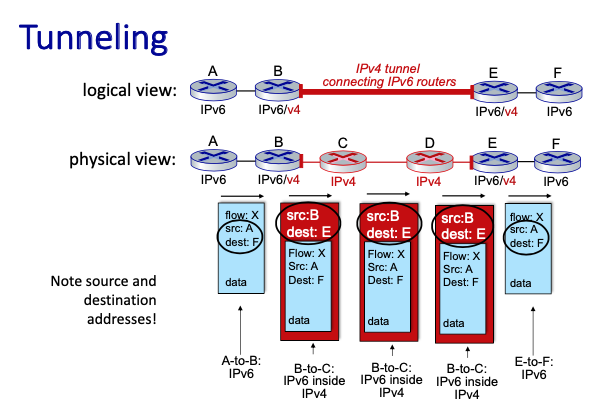 Tunneling
IPv4 tunnel
connecting IPv6 routers
A B E F
logical view:
IPv6 IPv6/v4 IPv6/v4 IPv6
A B C D E F
physical view:
IPv6 IPv6/v4 IPv4 IPv4 IPv6/v4 IPv6
flow: X
src: A
dest: F
data
src:B
dest: E
Flow: X
Src: A
Dest: F
data
src:B
dest: E
Flow: X
Src: A
Dest: F
data
src:B
dest: E
Flow: X
Src: A
Dest: F
data
flow: X
src: A
dest: F
data
Note source and
destination
addresses!
A-to-B:
IPv6
B-to-C:
IPv6 inside
IPv4
B-to-C:
IPv6 inside
IPv4
B-to-C:
IPv6 inside
IPv4
E-to-F:
IPv6